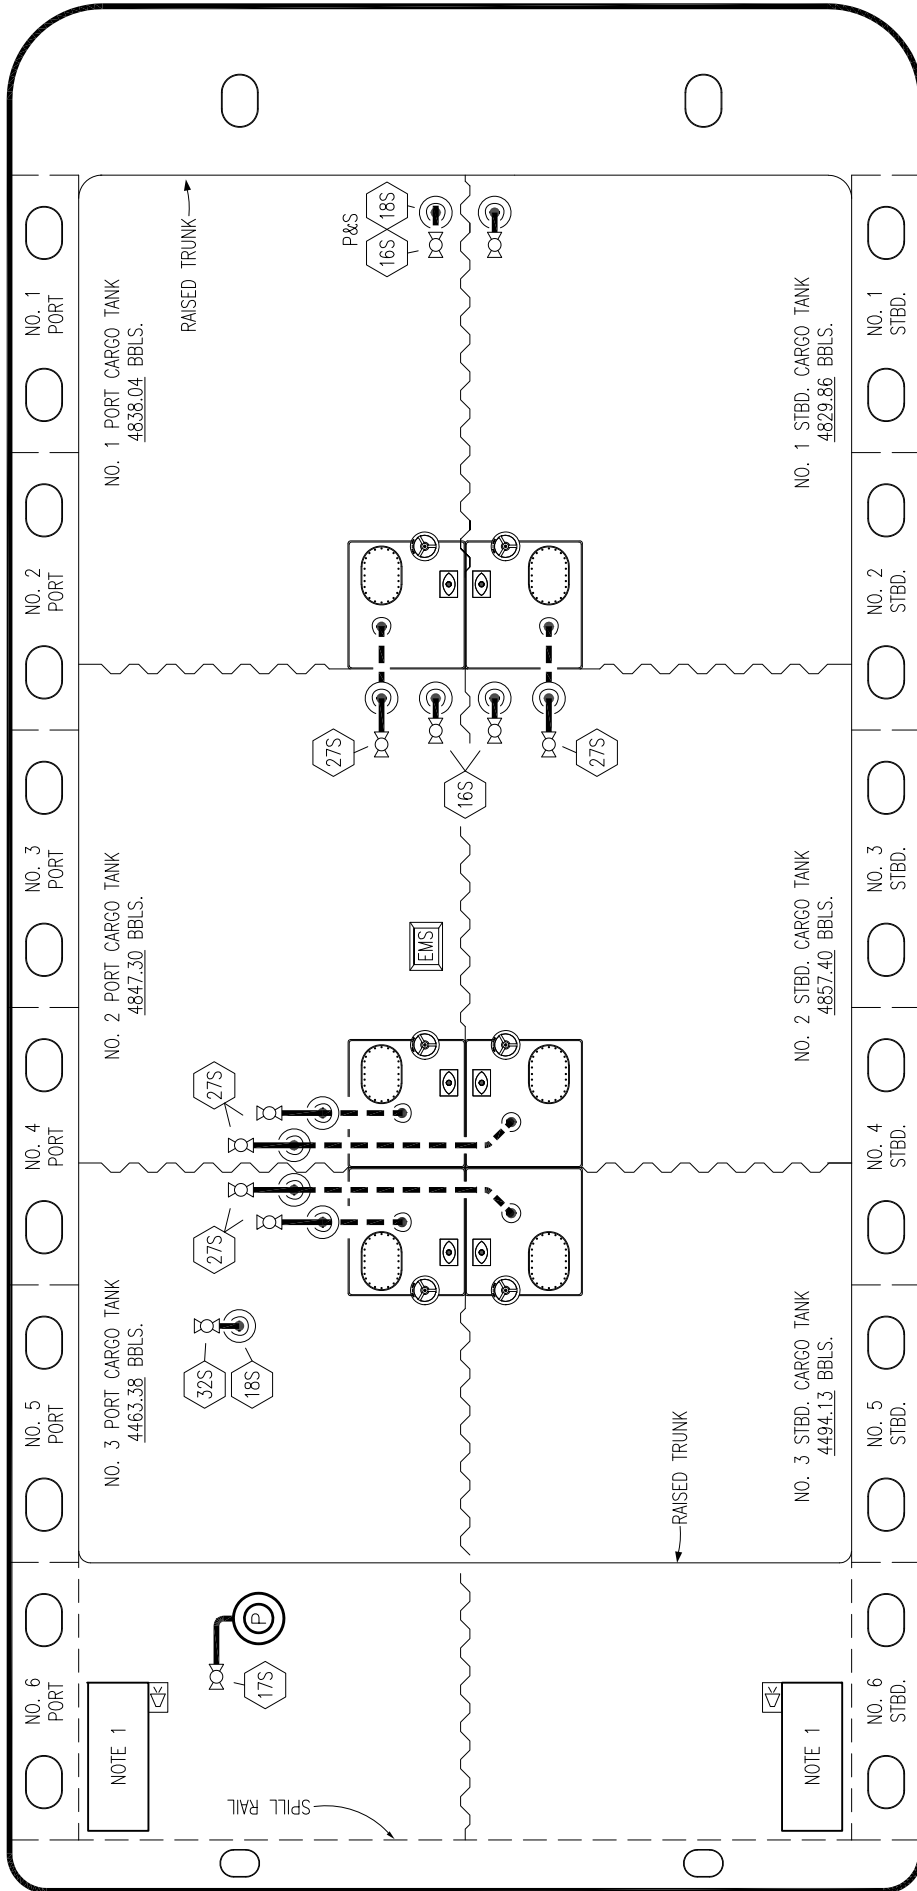 NO. 1
PORT
NO. 2
PORT
NO. 3
PORT
NO. 4
PORT
NO. 5
PORT
NO. 6
PORT
RAISED TRUNK
NO. 1 PORT CARGO TANK
4838.04 BBLS.
P&S
16S
18S
NO. 1 STBD. CARGO TANK
4829.86 BBLS.
27S
16S
27S
NO. 2 PORT CARGO TANK
4847.30 BBLS.
EMS
NO. 2 STBD. CARGO TANK
4857.40 BBLS.
27S
27S
NO. 3 PORT CARGO TANK
4463.38 BBLS.
32S
18S
NO. 3 STBD. CARGO TANK
4494.13 BBLS.
RAISED TRUNK
P
17S
NOTE 1
SPILL RAIL
NOTE 1
NO. 1
STBD.
NO. 2
STBD.
NO. 3
STBD.
NO. 4
STBD.
NO. 5
STBD.
NO. 6
STBD.